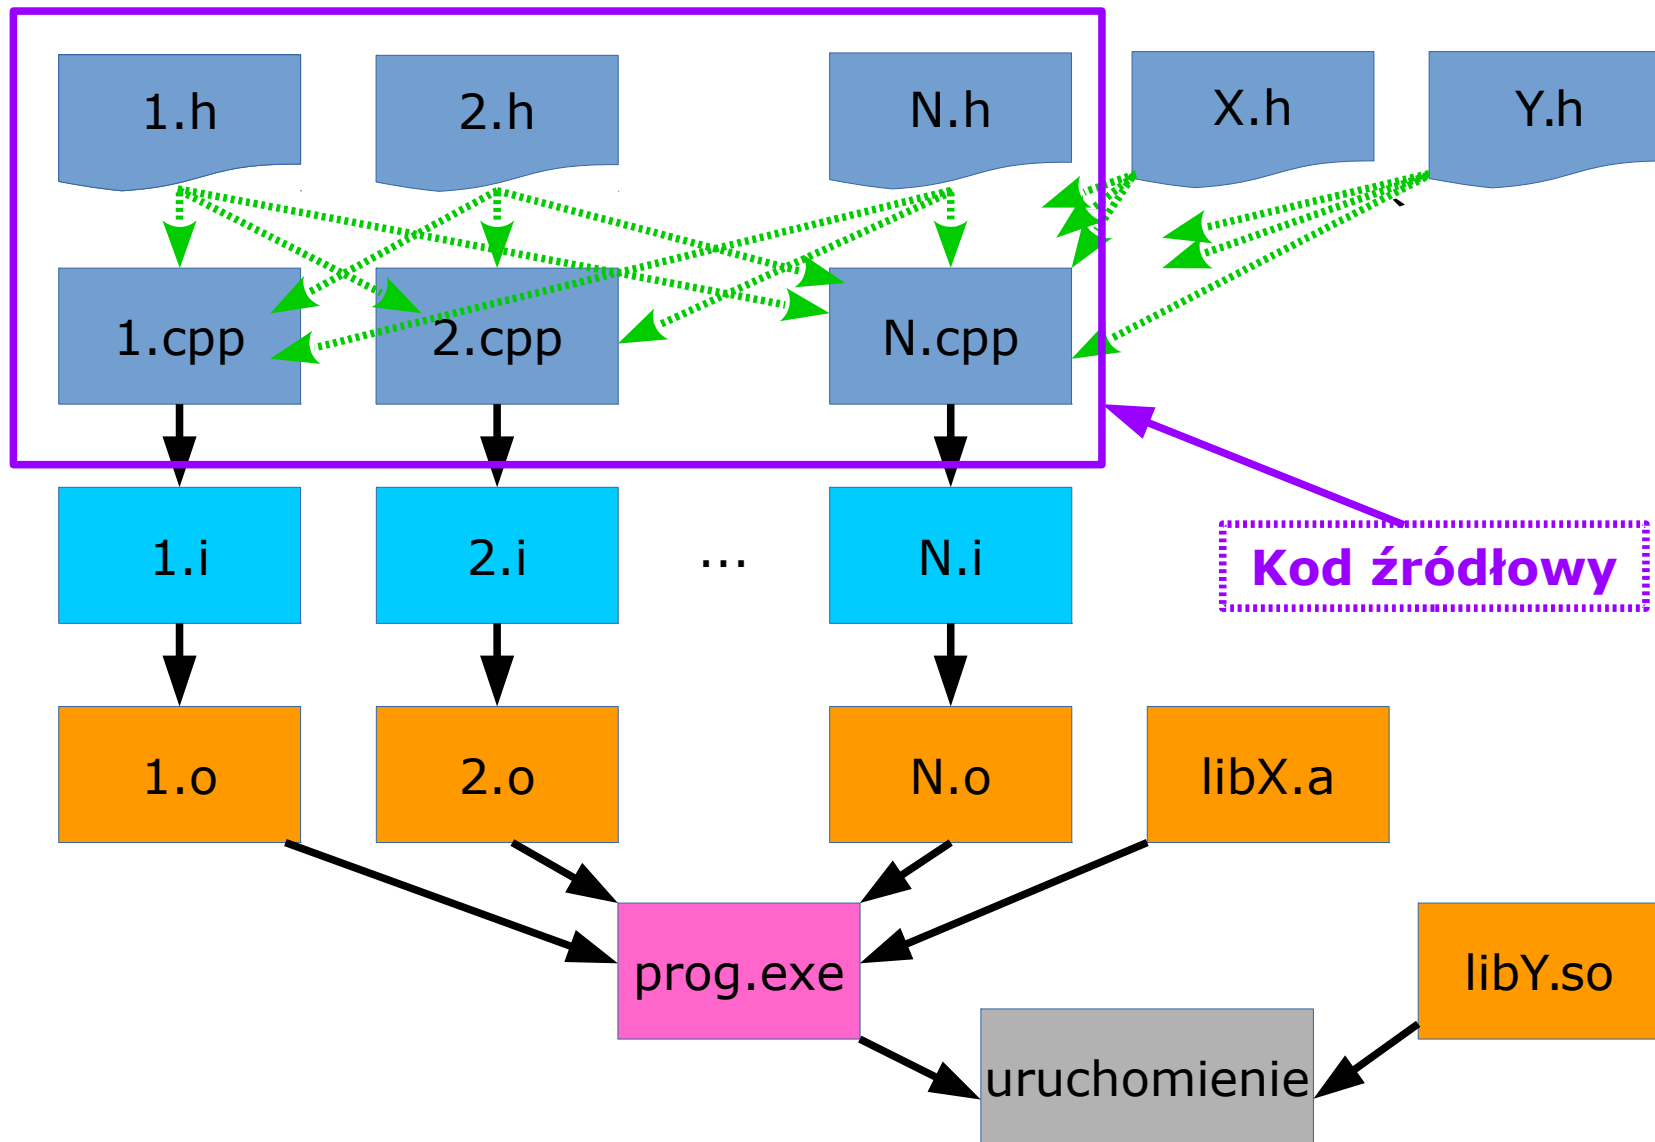 1.h
2.h
N.h
X.h
Y.h
1.cpp
2.cpp
N.cpp
1.i
2.i
...
N.i
Kod źródłowy
1.o
2.o
N.o
libX.a
prog.exe
libY.so
uruchomienie